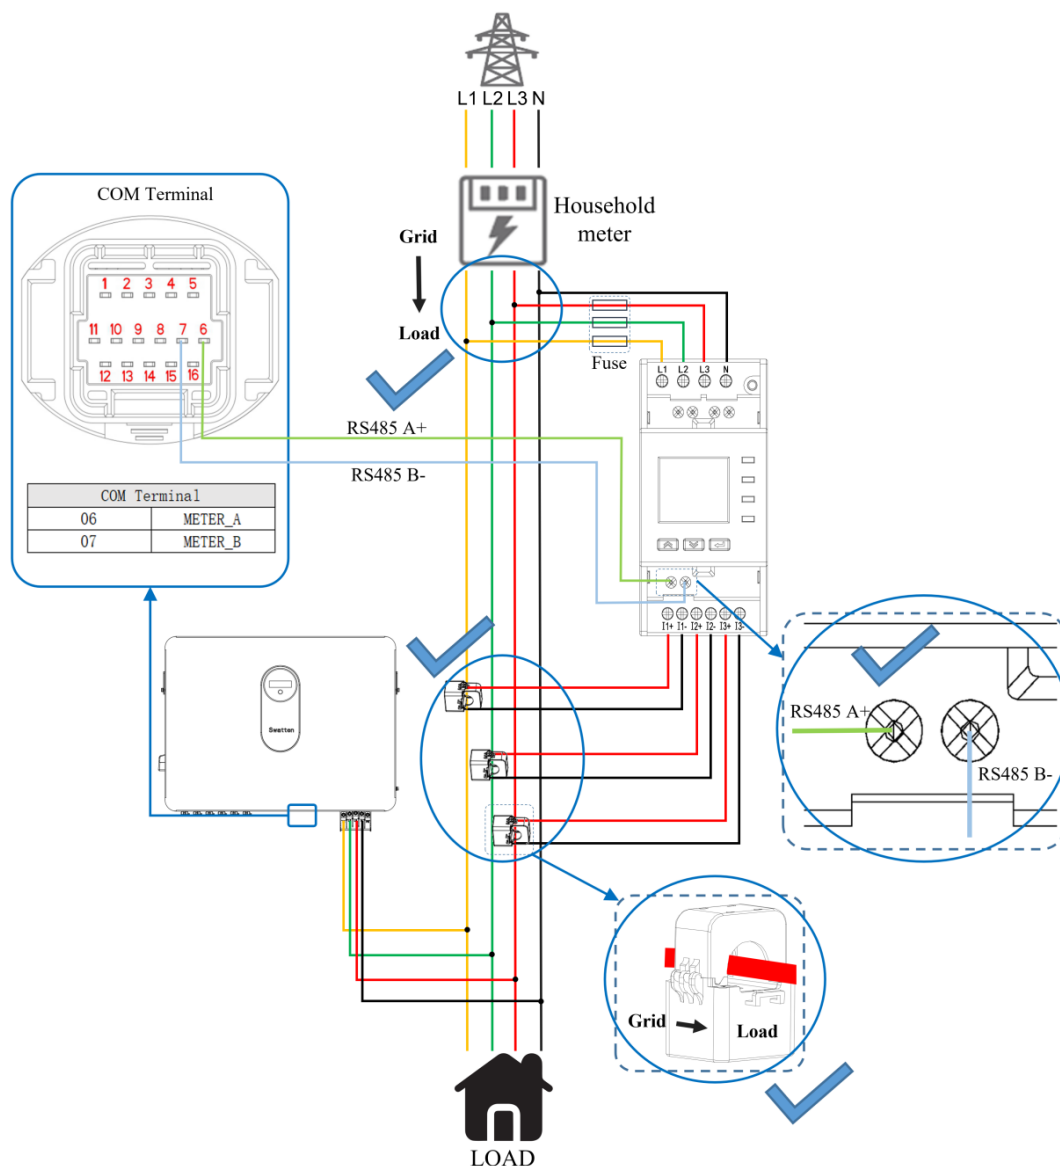 L1 L2 L3 N
COM Terminal
Household
meter
Grid
Load
1 2 3 4 5
11 10 9 8 7 6
12 13 14 15 16
Fuse
L1 L2 L3 N
RS485 A+
RS485 B-
COM Terminal
06 METER_A
07 METER_B
I1+ I1- I2+ I2- I3+ I3-
Swatten
RS485 A+
RS485 B-
Grid
Load
LOAD